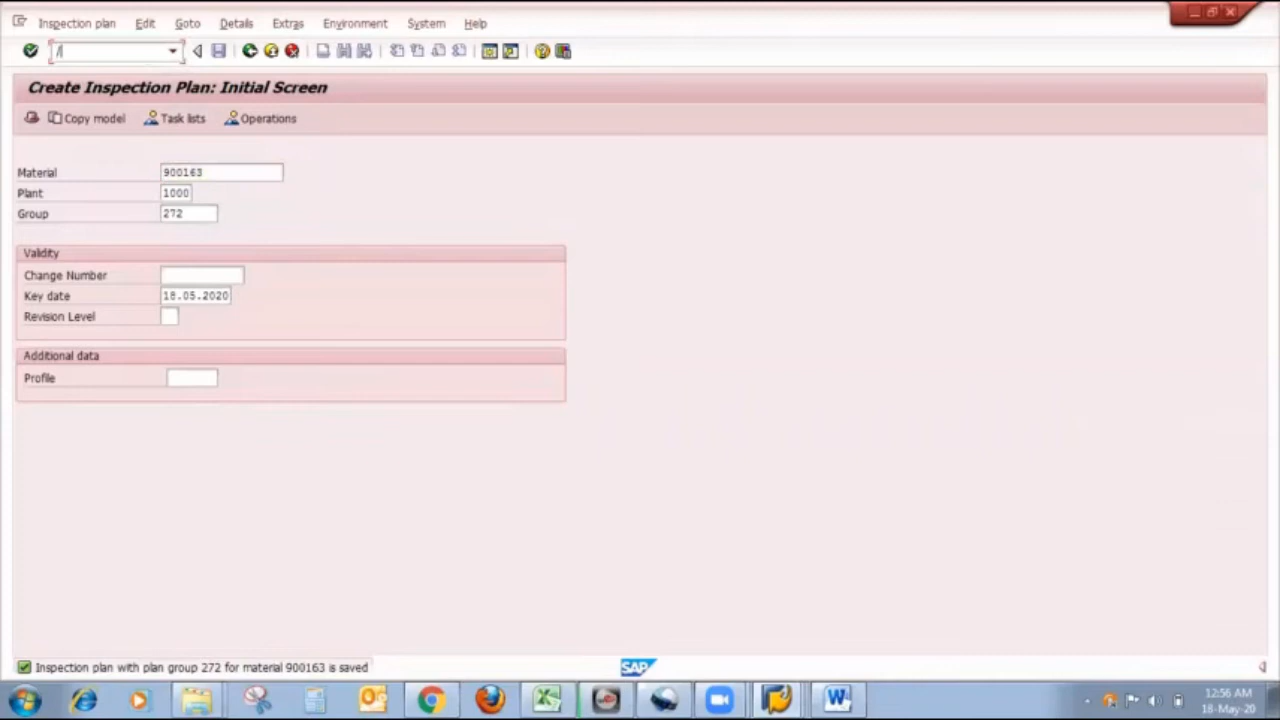 Inspection plan Edit Goto Details Extras Environment System Help
/
Create Inspection Plan: Initial Screen
Copy model Task lists Operations
Material 900163
Plant 1000
Group 272
Validity
Change Number
Key date 18.05.2020
Revision Level
Additional data
Profile
Inspection plan with plan group 272 for material 900163 is saved
SAP
12:56 AM
18-May-20